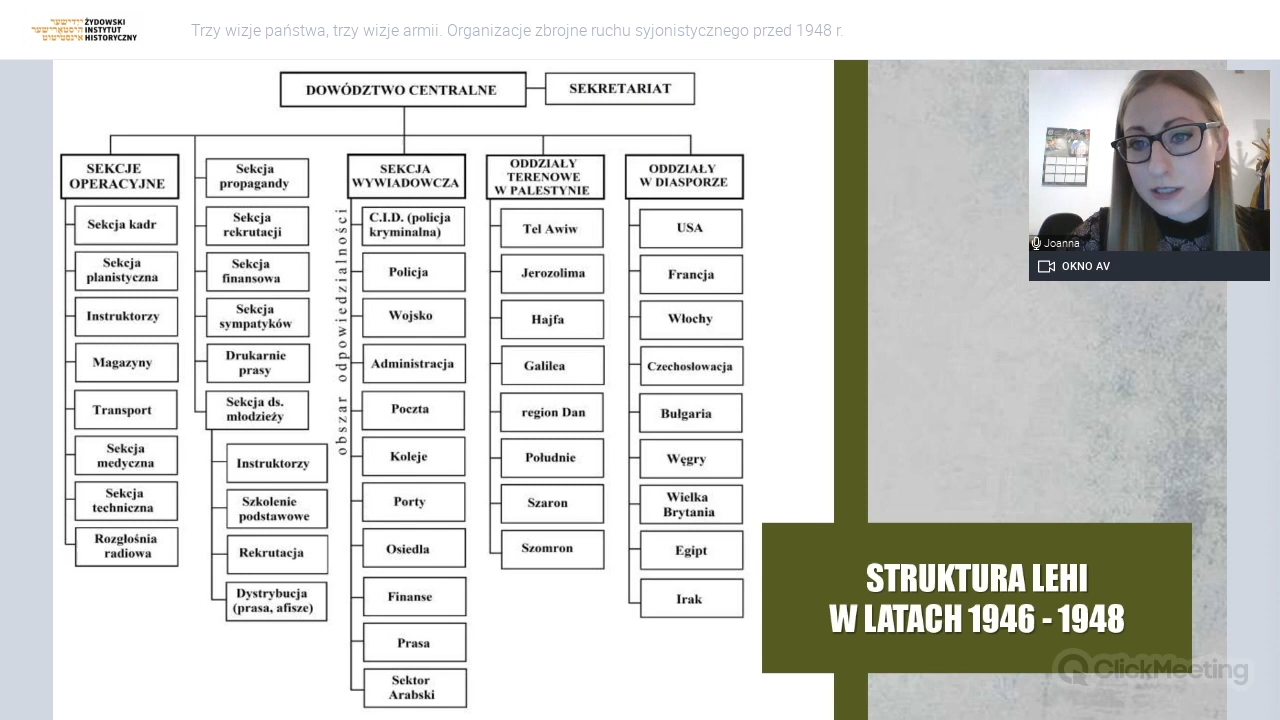 ייִדישער
היסטאָרישער
אינסטיטוט
ŻYDOWSKI
INSTYTUT
HISTORYCZNY
Trzy wizje państwa, trzy wizje armii. Organizacje zbrojne ruchu syjonistycznego przed 1948 r.
DOWÓDZTWO CENTRALNE
SEKRETARIAT
SEKCJE
OPERACYJNE
Sekcja kadr
Sekcja
planistyczna
Instruktorzy
Magazyny
Transport
Sekcja
medyczna
Sekcja
techniczna
Rozgłośnia
radiowa
Sekcja
propagandy
Sekcja
rekrutacji
Sekcja
finansowa
Sekcja
sympatyków
Drukarnie
prasy
Sekcja ds.
młodzieży
Instruktorzy
Szkolenie
podstawowe
Rekrutacja
Dystrybucja
(prasa, afisze)
obszar odpowiedzialności
SEKCJA
WYWIADOWCZA
C.I.D. (policja
kryminalna)
Policja
Wojsko
Administracja
Poczta
Koleje
Porty
Osiedla
Finanse
Prasa
Sektor
Arabski
ODDZIAŁY
TERENOWE
W PALESTYNIE
Tel Awiw
Jerozolima
Hajfa
Galilea
region Dan
Południe
Szaron
Szomron
ODDZIAŁY
W DIASPORZE
USA
Francja
Włochy
Czechosłowacja
Bułgaria
Węgry
Wielka
Brytania
Egipt
Irak
Joanna
OKNO AV
STRUKTURA LEHI
W LATACH 1946 - 1948
ClickMeeting